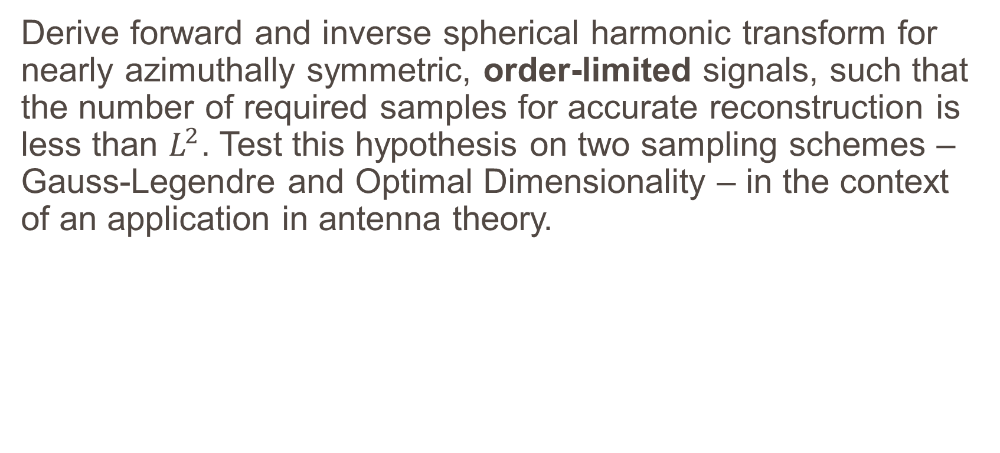 Derive forward and inverse spherical harmonic transform for
nearly azimuthally symmetric, order-limited signals, such that
the number of required samples for accurate reconstruction is
less than 𝐿². Test this hypothesis on two sampling schemes –
Gauss-Legendre and Optimal Dimensionality – in the context
of an application in antenna theory.